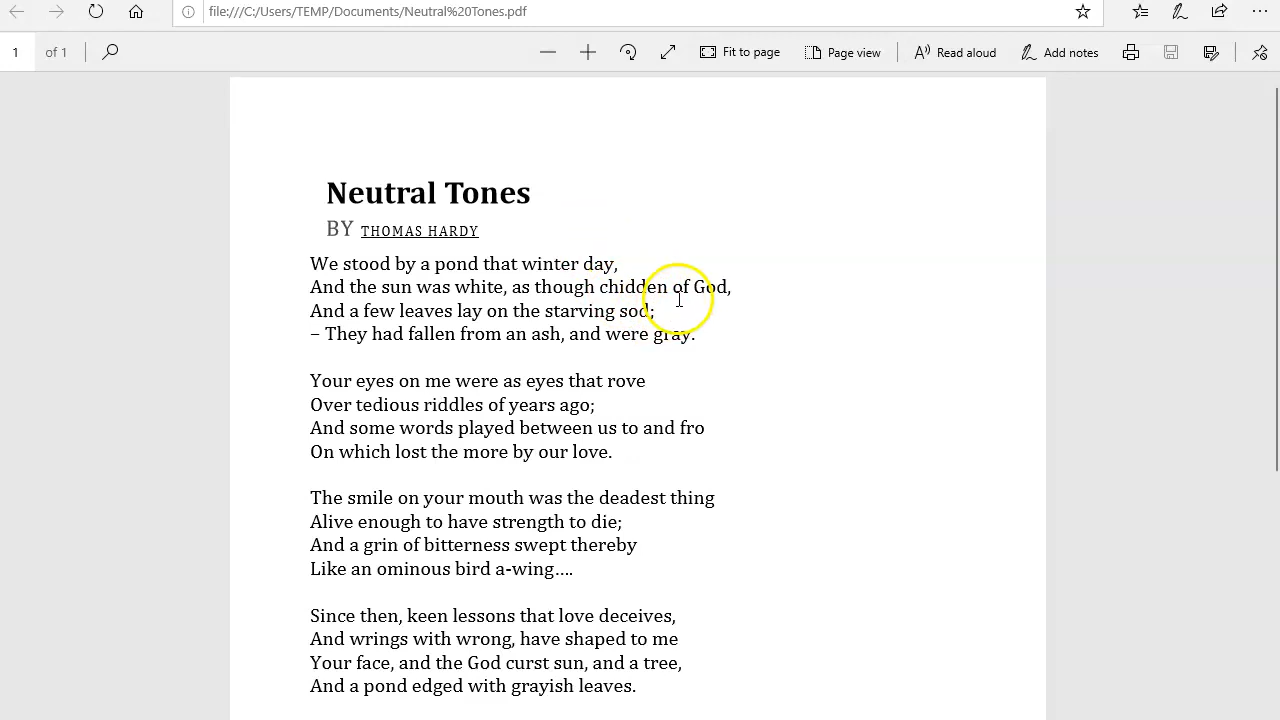 file:///C:/Users/TEMP/Documents/Neutral%20Tones.pdf
1 of 1 Fit to page Page view Read aloud Add notes
Neutral Tones
BY THOMAS HARDY
We stood by a pond that winter day,
And the sun was white, as though chidden of God,
And a few leaves lay on the starving sod;
– They had fallen from an ash, and were gray.
Your eyes on me were as eyes that rove
Over tedious riddles of years ago;
And some words played between us to and fro
On which lost the more by our love.
The smile on your mouth was the deadest thing
Alive enough to have strength to die;
And a grin of bitterness swept thereby
Like an ominous bird a-wing….
Since then, keen lessons that love deceives,
And wrings with wrong, have shaped to me
Your face, and the God curst sun, and a tree,
And a pond edged with grayish leaves.